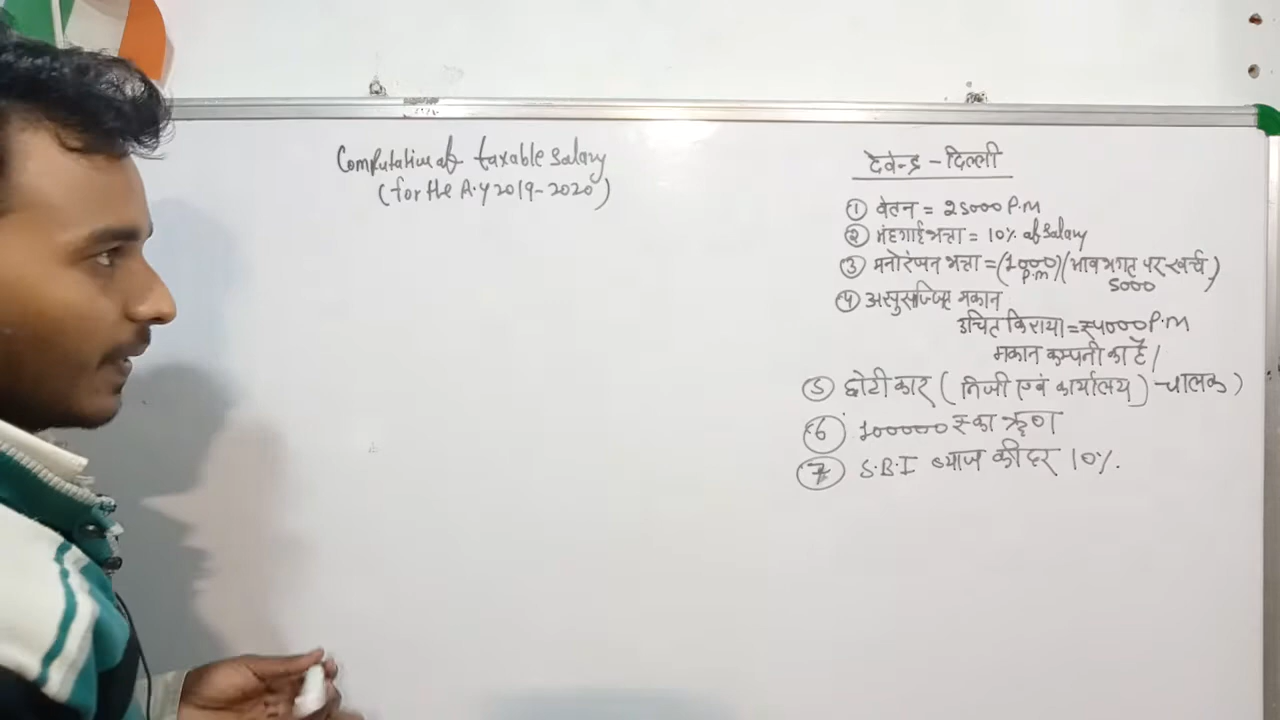 Computation of taxable Salary
(for the A.Y 2019-2020)
देवेन्द्र - दिल्ली
① वेतन = 25000 P.M
② मंहगाई भत्ता = 10% of Salary
③ मनोरंजन भत्ता = (1000 P.M) (आवभगत पर खर्च 5000)
④ असुसज्जित मकान
उचित किराया = रू 4000 P.M
मकान कम्पनी का है।
⑤ छोटी कार ( निजी एवं कार्यालय ) - चालक )
⑥ 100000 रू का ऋण
⑦ S.B.I ब्याज की दर 10%.